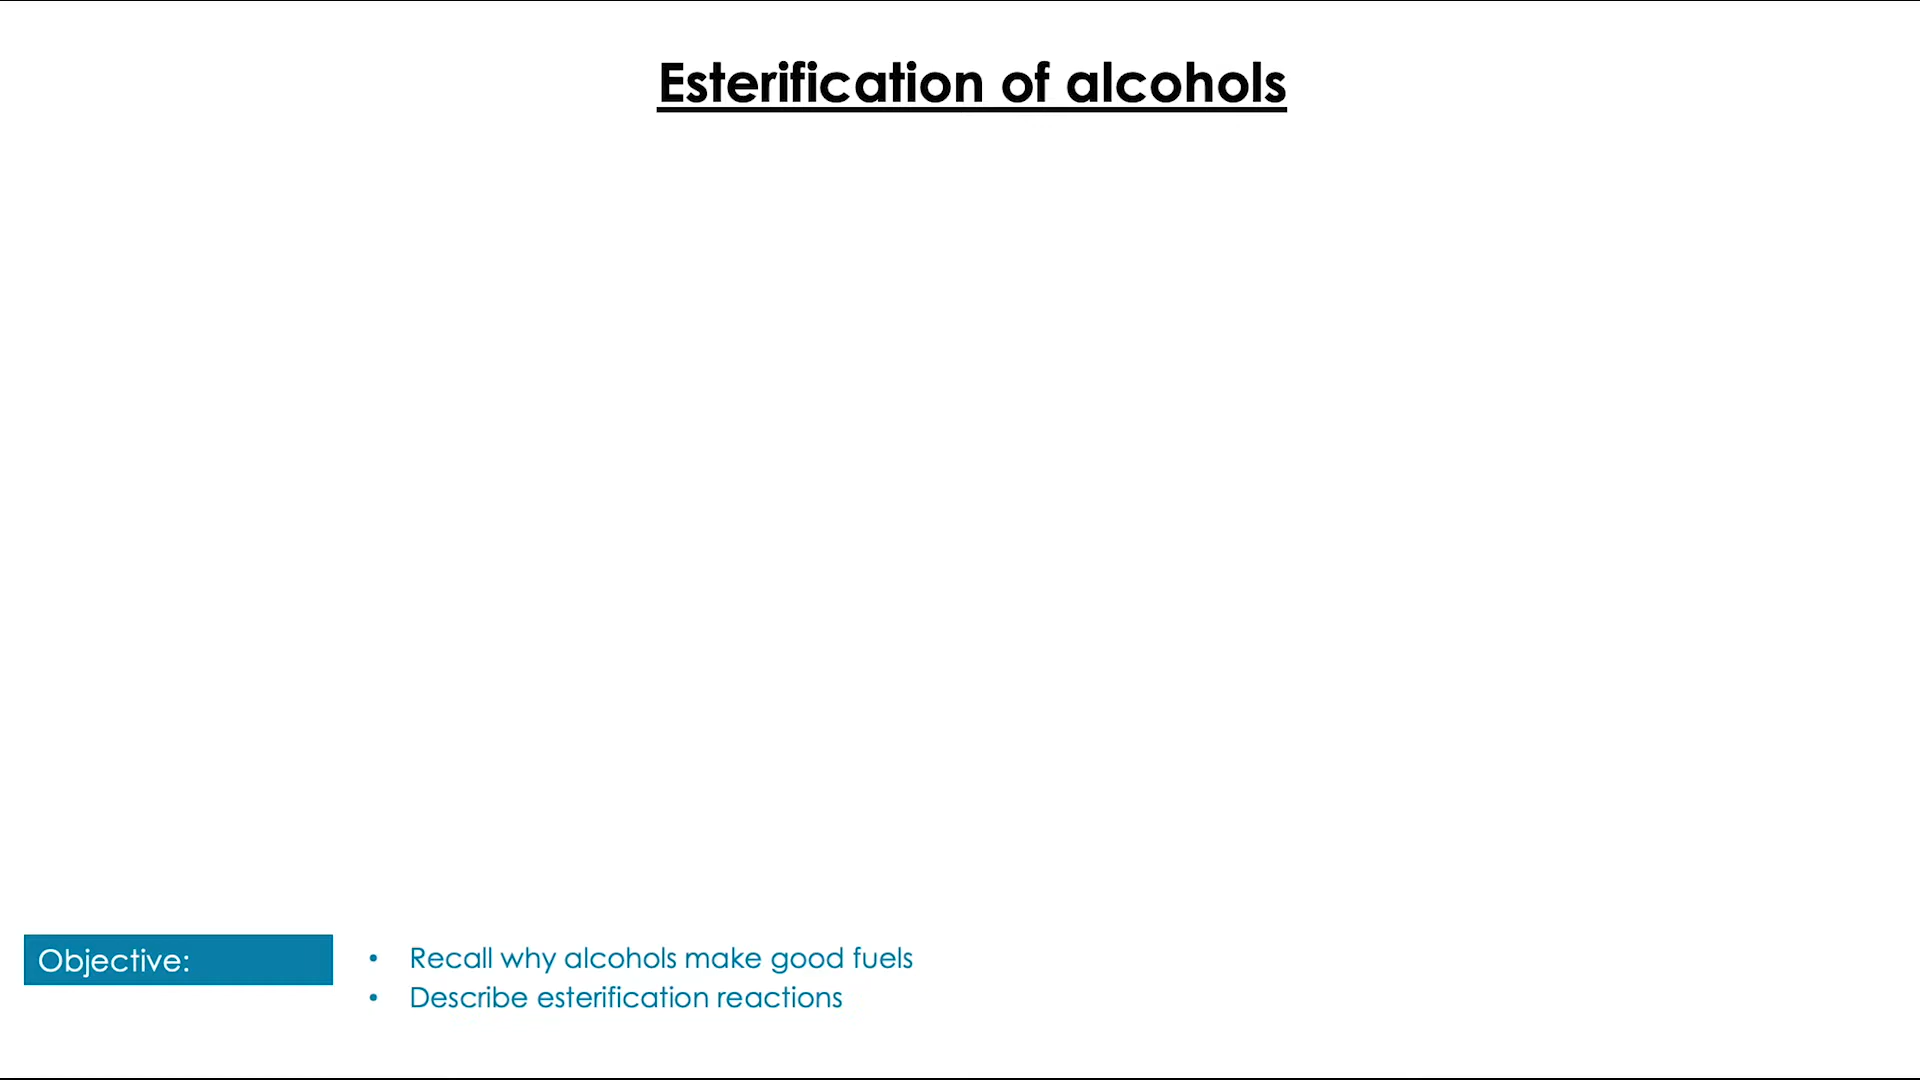 Esterification of alcohols
Objective:
• Recall why alcohols make good fuels
• Describe esterification reactions